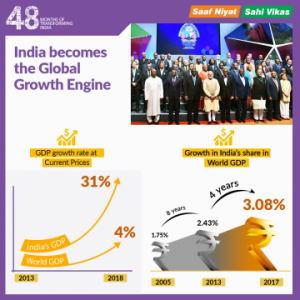 48 MONTHS OF
TRANSFORMING
INDIA
Saaf Niyat Sahi Vikas
India becomes
the Global
Growth Engine
GDP growth rate at
Current Prices
31%
4%
India's GDP
World GDP
2013 2018
Growth in India's share in
World GDP
8 years
4 years
1.75%
2.43%
3.08%
2005 2013 2017